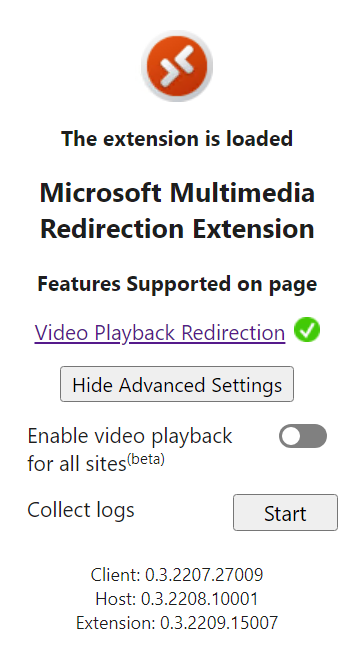 The extension is loaded
Microsoft Multimedia
Redirection Extension
Features Supported on page
Video Playback Redirection
Hide Advanced Settings
Enable video playback
for all sites(beta)
Collect logs
Start
Client: 0.3.2207.27009
Host: 0.3.2208.10001
Extension: 0.3.2209.15007